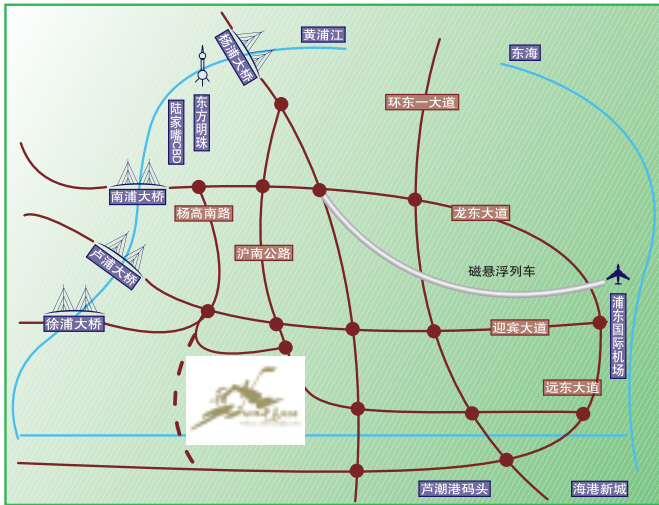 黄浦江
东海
杨浦大桥
东方明珠
陆家嘴CBD
环东一大道
南浦大桥
杨高南路
龙东大道
沪南公路
卢浦大桥
磁悬浮列车
浦东国际机场
徐浦大桥
迎宾大道
远东大道
芦潮港码头
海港新城